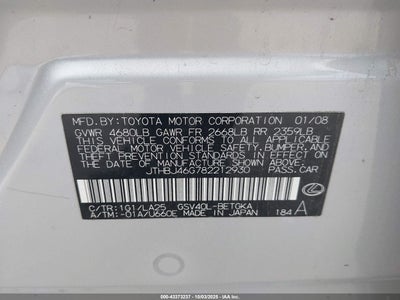 MFD.BY:TOYOTA MOTOR CORPORATION 01/08
GVWR 4680LB GAWR FR 2668LB RR 2359LB
THIS VEHICLE CONFORMS TO ALL APPLICABLE
FEDERAL MOTOR VEHICLE SAFETY,BUMPER,AND
THEFT PREVENTION STANDARDS IN EFFECT ON
THE DATE OF MANUFACTURE SHOWN ABOVE.
JTHBJ46G782212930 PASS.CAR
C/TR:1G1/LA25 GSV40L-BETGKA
A/TM:-01A/U660E MADE IN JAPAN 184 A
000-43373237 - 10/03/2025 - iaai.com